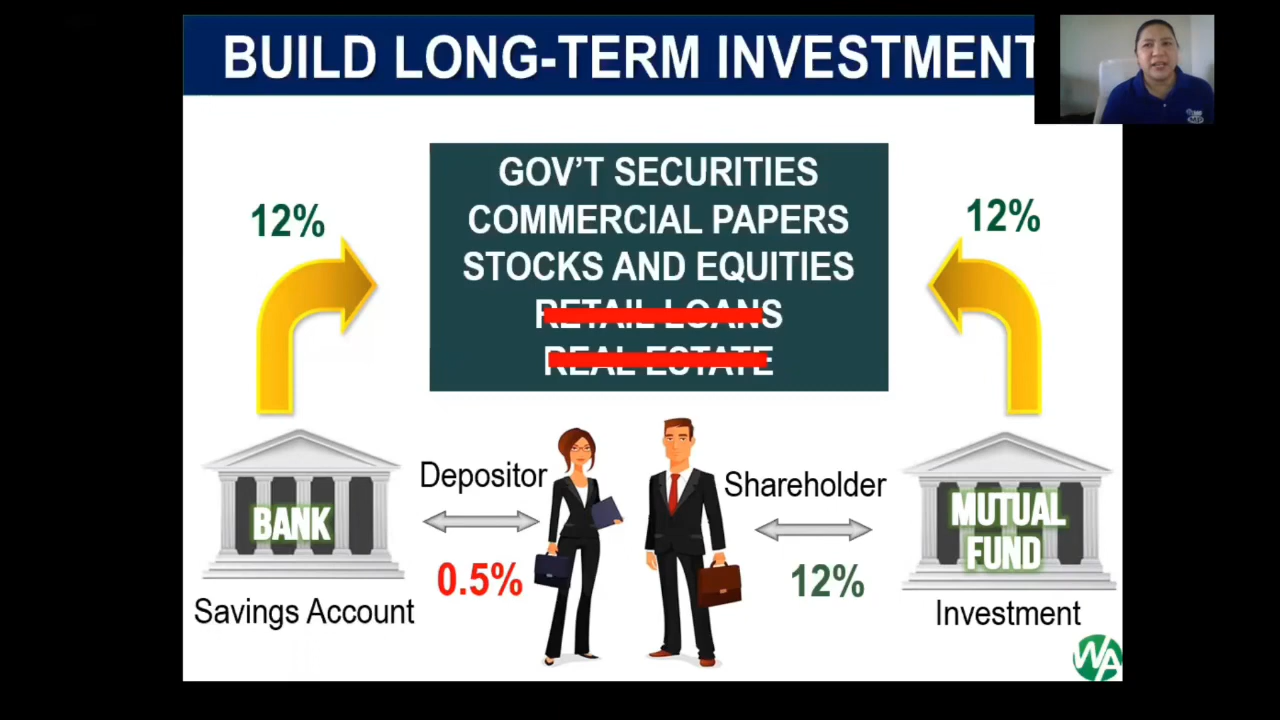 BUILD LONG-TERM INVESTMENT
GOV'T SECURITIES
COMMERCIAL PAPERS
STOCKS AND EQUITIES
RETAIL LOANS
REAL ESTATE
12%
12%
Depositor
0.5%
Shareholder
12%
BANK
Savings Account
MUTUAL
FUND
Investment
WA